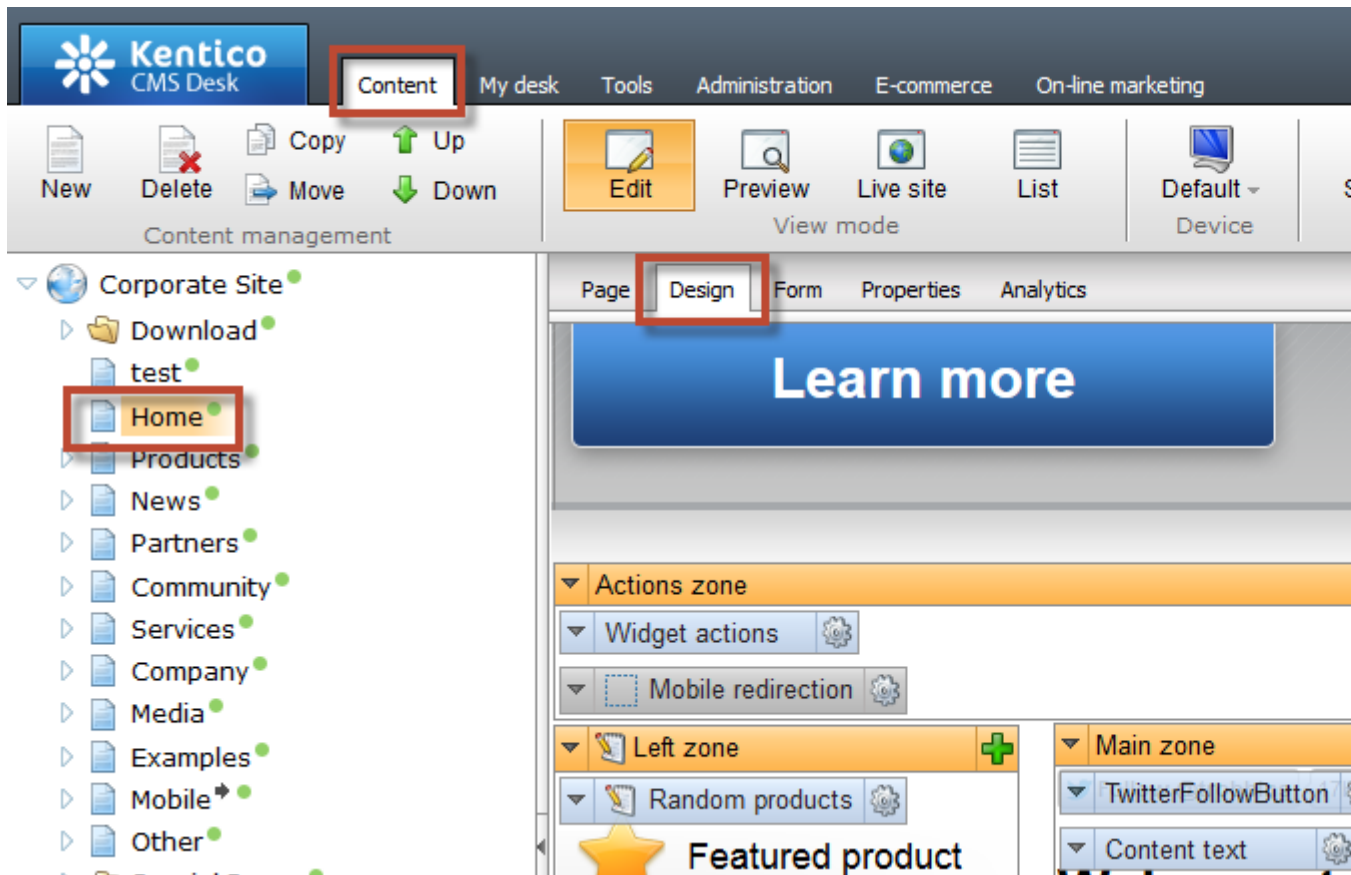 Kentico
CMS Desk
Content My desk Tools Administration E-commerce On-line marketing
New Delete Copy Move Up Down
Content management
Edit Preview Live site List
View mode
Default
Device
Corporate Site
Download
test
Home
Products
News
Partners
Community
Services
Company
Media
Examples
Mobile
Other
Page Design Form Properties Analytics
Learn more
Actions zone
Widget actions
Mobile redirection
Left zone
Random products
Featured product
Main zone
TwitterFollowButton
Content text